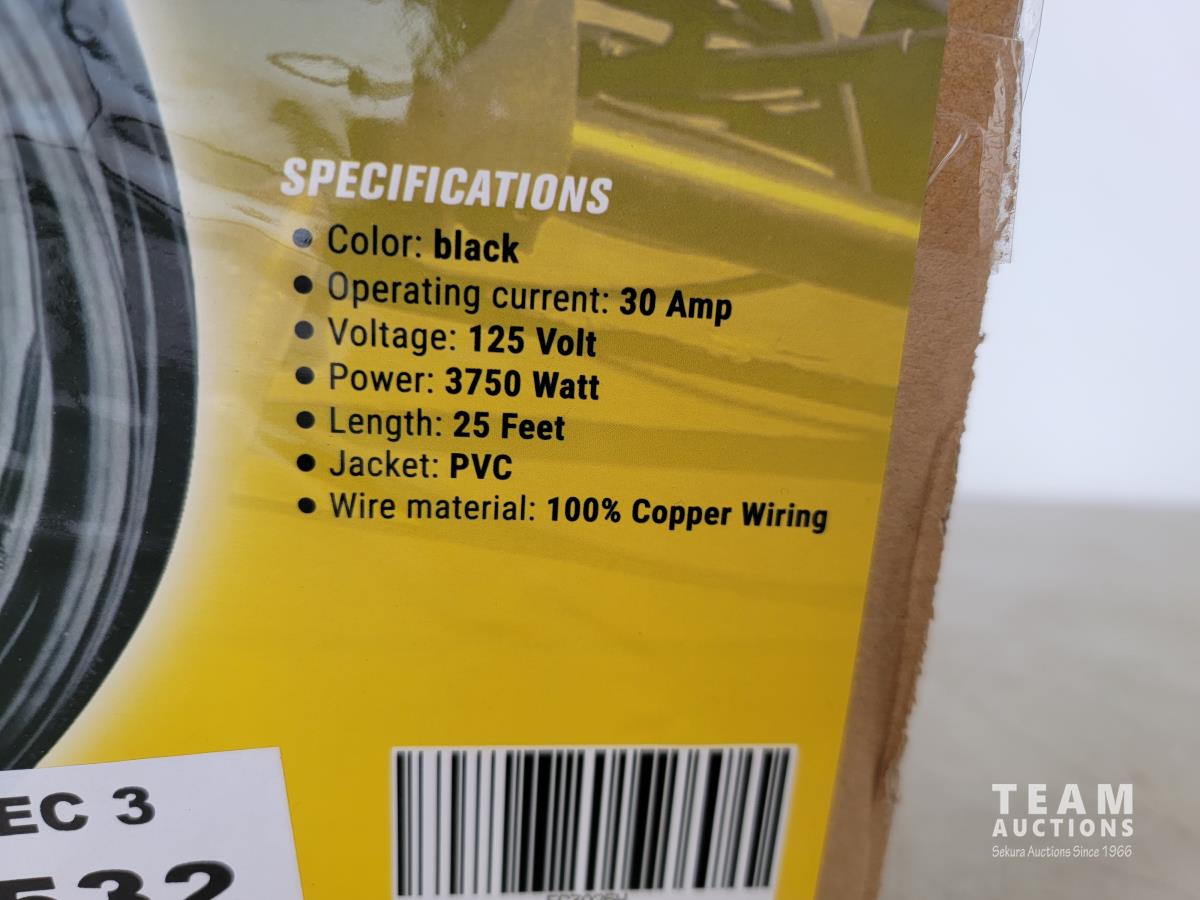 SPECIFICATIONS
• Color: black
• Operating current: 30 Amp
• Voltage: 125 Volt
• Power: 3750 Watt
• Length: 25 Feet
• Jacket: PVC
• Wire material: 100% Copper Wiring
EC 3
532
TEAM
AUCTIONS
Sekura Auctions Since 1966